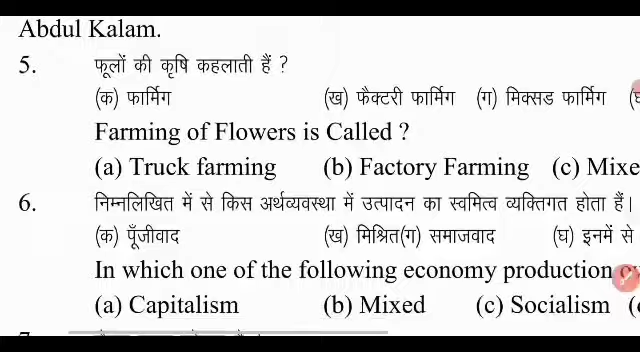 Abdul Kalam.
5. फूलों की कृषि कहलाती हैं ?
(क) फार्मिग (ख) फैक्टरी फार्मिग (ग) मिक्सड फार्मिग
Farming of Flowers is Called ?
(a) Truck farming (b) Factory Farming (c) Mixe
6. निम्नलिखित में से किस अर्थव्यवस्था में उत्पादन का स्वमित्व व्यक्तिगत होता हैं।
(क) पूँजीवाद (ख) मिश्रित(ग) समाजवाद (घ) इनमें से
In which one of the following economy production
(a) Capitalism (b) Mixed (c) Socialism